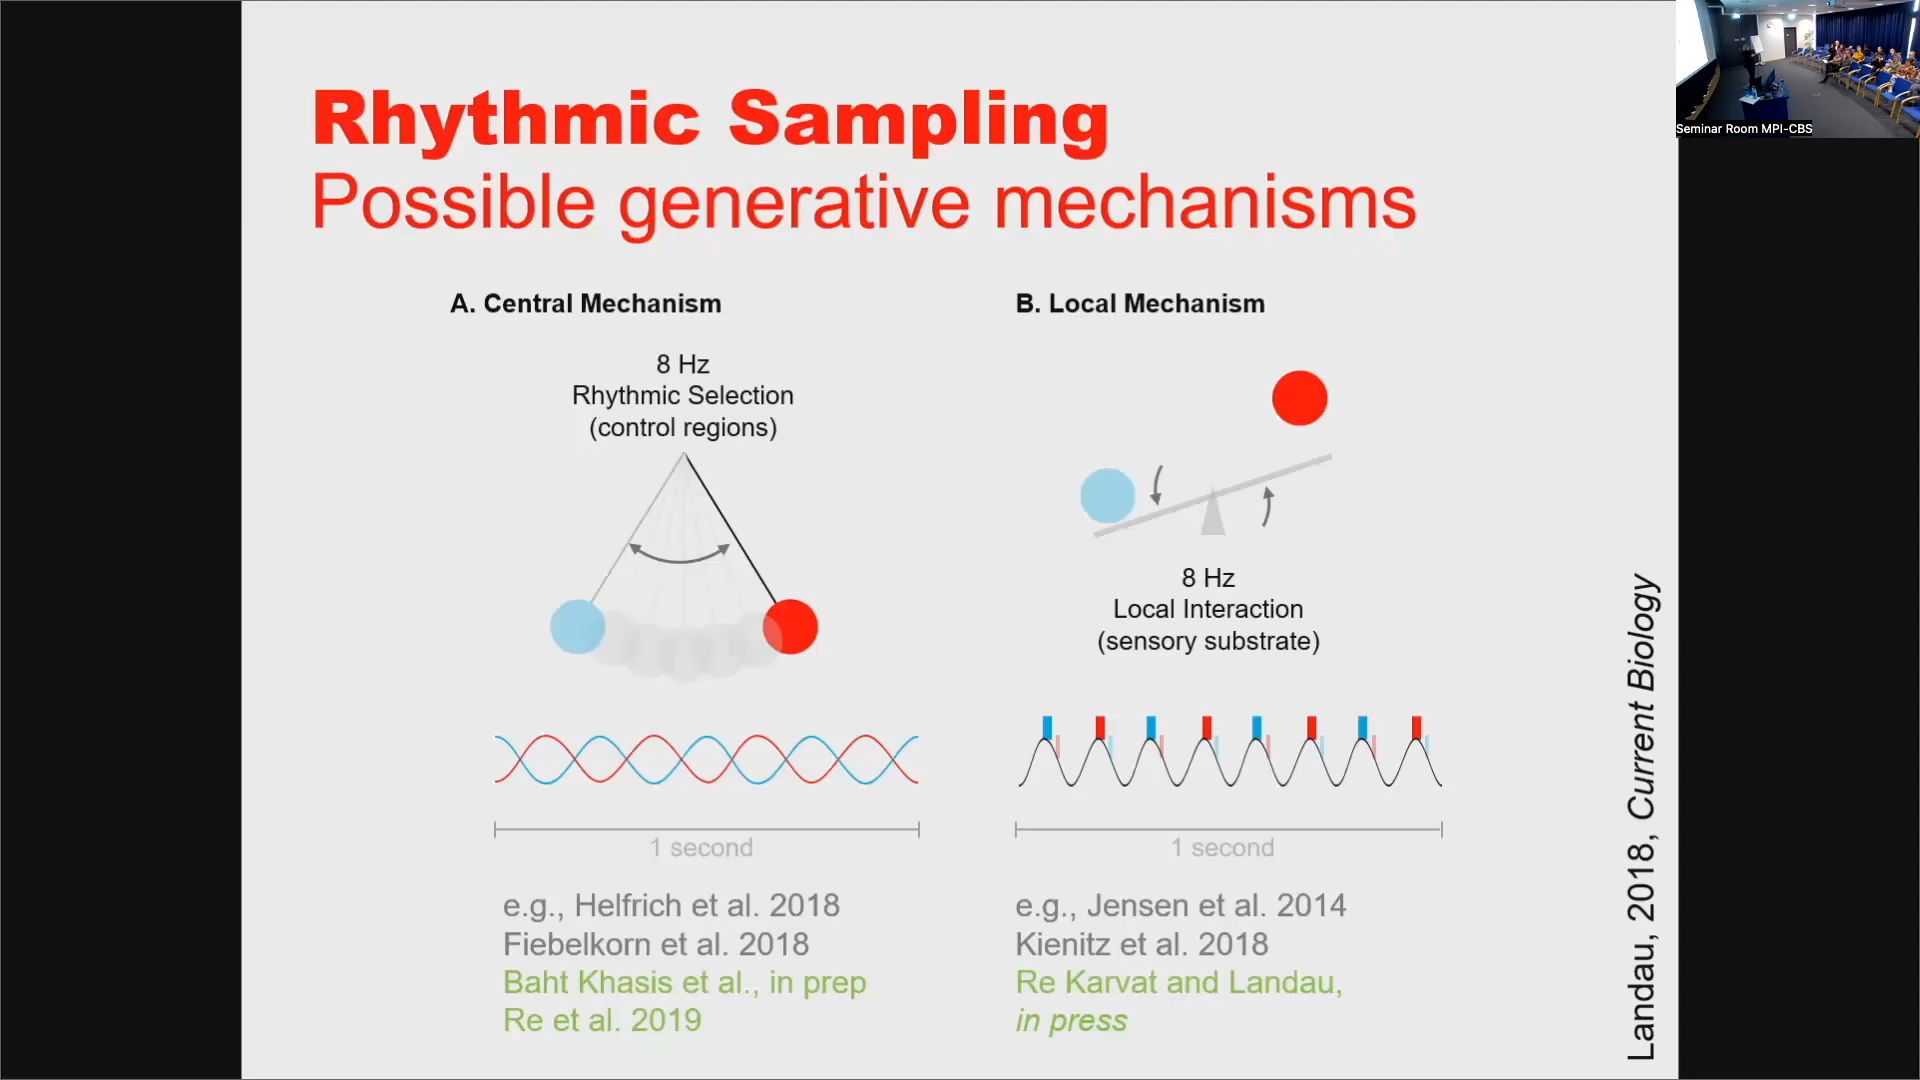 Seminar Room MPI-CBS
Rhythmic Sampling
Possible generative mechanisms
A. Central Mechanism
8 Hz
Rhythmic Selection
(control regions)
1 second
e.g., Helfrich et al. 2018
Fiebelkorn et al. 2018
Baht Khasis et al., in prep
Re et al. 2019
B. Local Mechanism
8 Hz
Local Interaction
(sensory substrate)
1 second
e.g., Jensen et al. 2014
Kienitz et al. 2018
Re Karvat and Landau,
in press
Landau, 2018, Current Biology